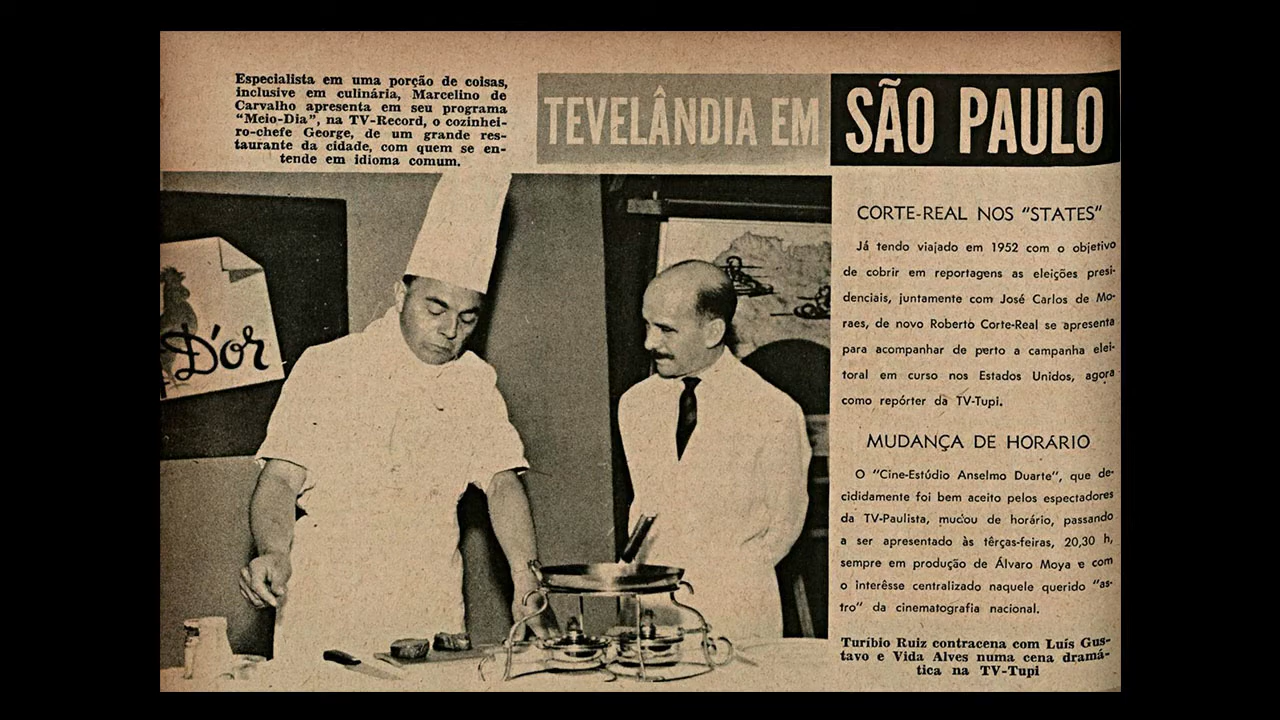 Especialista em uma porção de coisas,
inclusive em culinária, Marcelino de
Carvalho apresenta em seu programa
"Meio-Dia", na TV-Record, o cozinhei-
ro-chefe George, de um grande res-
taurante da cidade, com quem se en-
tende em idioma comum.
TEVELÂNDIA EM SÃO PAULO
D'or
CORTE-REAL NOS "STATES"
Já tendo viajado em 1952 com o objetivo
de cobrir em reportagens as eleições presi-
denciais, juntamente com José Carlos de Mo-
raes, de novo Roberto Corte-Real se apresenta
para acompanhar de perto a campanha elei-
toral em curso nos Estados Unidos, agora
como repórter da TV-Tupi.
MUDANÇA DE HORÁRIO
O "Cine-Estúdio Anselmo Duarte", que de-
cididamente foi bem aceito pelos espectadores
da TV-Paulista, mudou de horário, passando
a ser apresentado às têrças-feiras, 20,30 h,
sempre em produção de Álvaro Moya e com
o interêsse centralizado naquele querido "as-
tro" da cinematografia nacional.
Turíbio Ruiz contracena com Luís Gus-
tavo e Vida Alves numa cena dramá-
tica na TV-Tupi